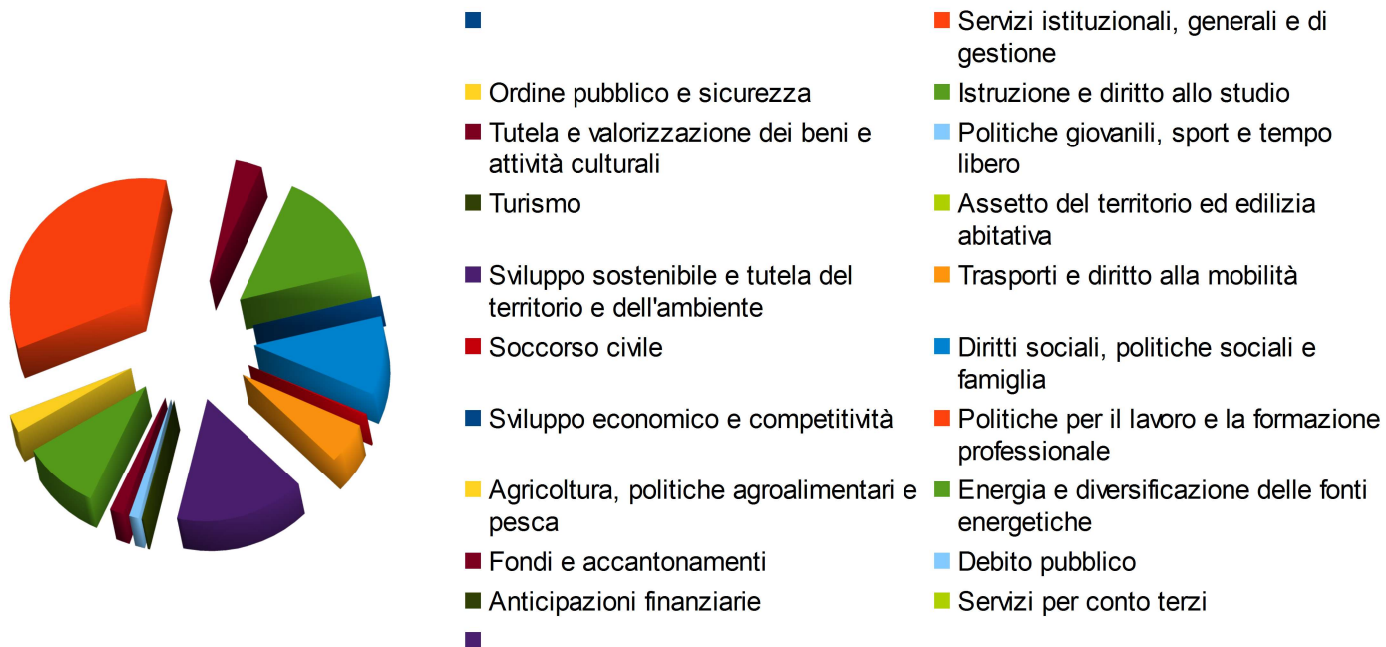 Servizi istituzionali, generali e di
gestione
Ordine pubblico e sicurezza
Istruzione e diritto allo studio
Tutela e valorizzazione dei beni e
attività culturali
Politiche giovanili, sport e tempo
libero
Turismo
Assetto del territorio ed edilizia
abitativa
Sviluppo sostenibile e tutela del
territorio e dell'ambiente
Trasporti e diritto alla mobilità
Soccorso civile
Diritti sociali, politiche sociali e
famiglia
Sviluppo economico e competitività
Politiche per il lavoro e la formazione
professionale
Agricoltura, politiche agroalimentari e
pesca
Energia e diversificazione delle fonti
energetiche
Fondi e accantonamenti
Debito pubblico
Anticipazioni finanziarie
Servizi per conto terzi